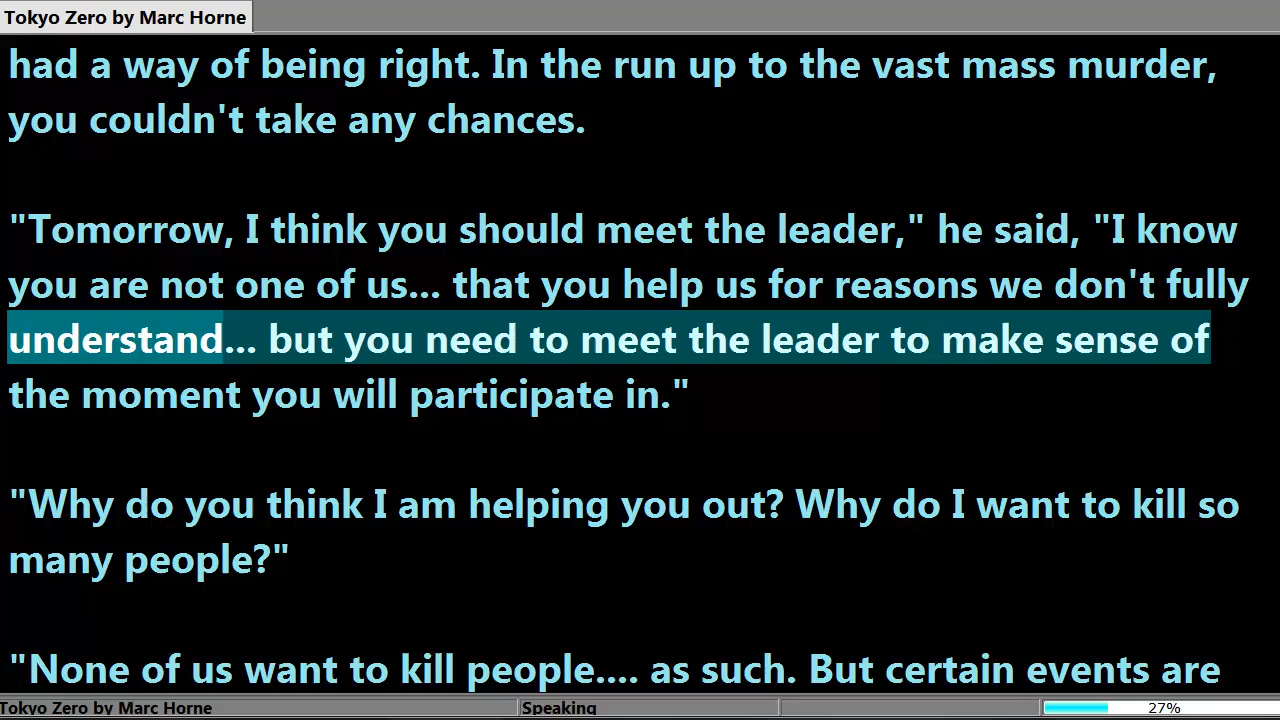 Tokyo Zero by Marc Horne
had a way of being right. In the run up to the vast mass murder,
you couldn't take any chances.
"Tomorrow, I think you should meet the leader," he said, "I know
you are not one of us... that you help us for reasons we don't fully
understand... but you need to meet the leader to make sense of
the moment you will participate in."
"Why do you think I am helping you out? Why do I want to kill so
many people?"
"None of us want to kill people.... as such. But certain events are
Tokyo Zero by Marc Horne Speaking 27%